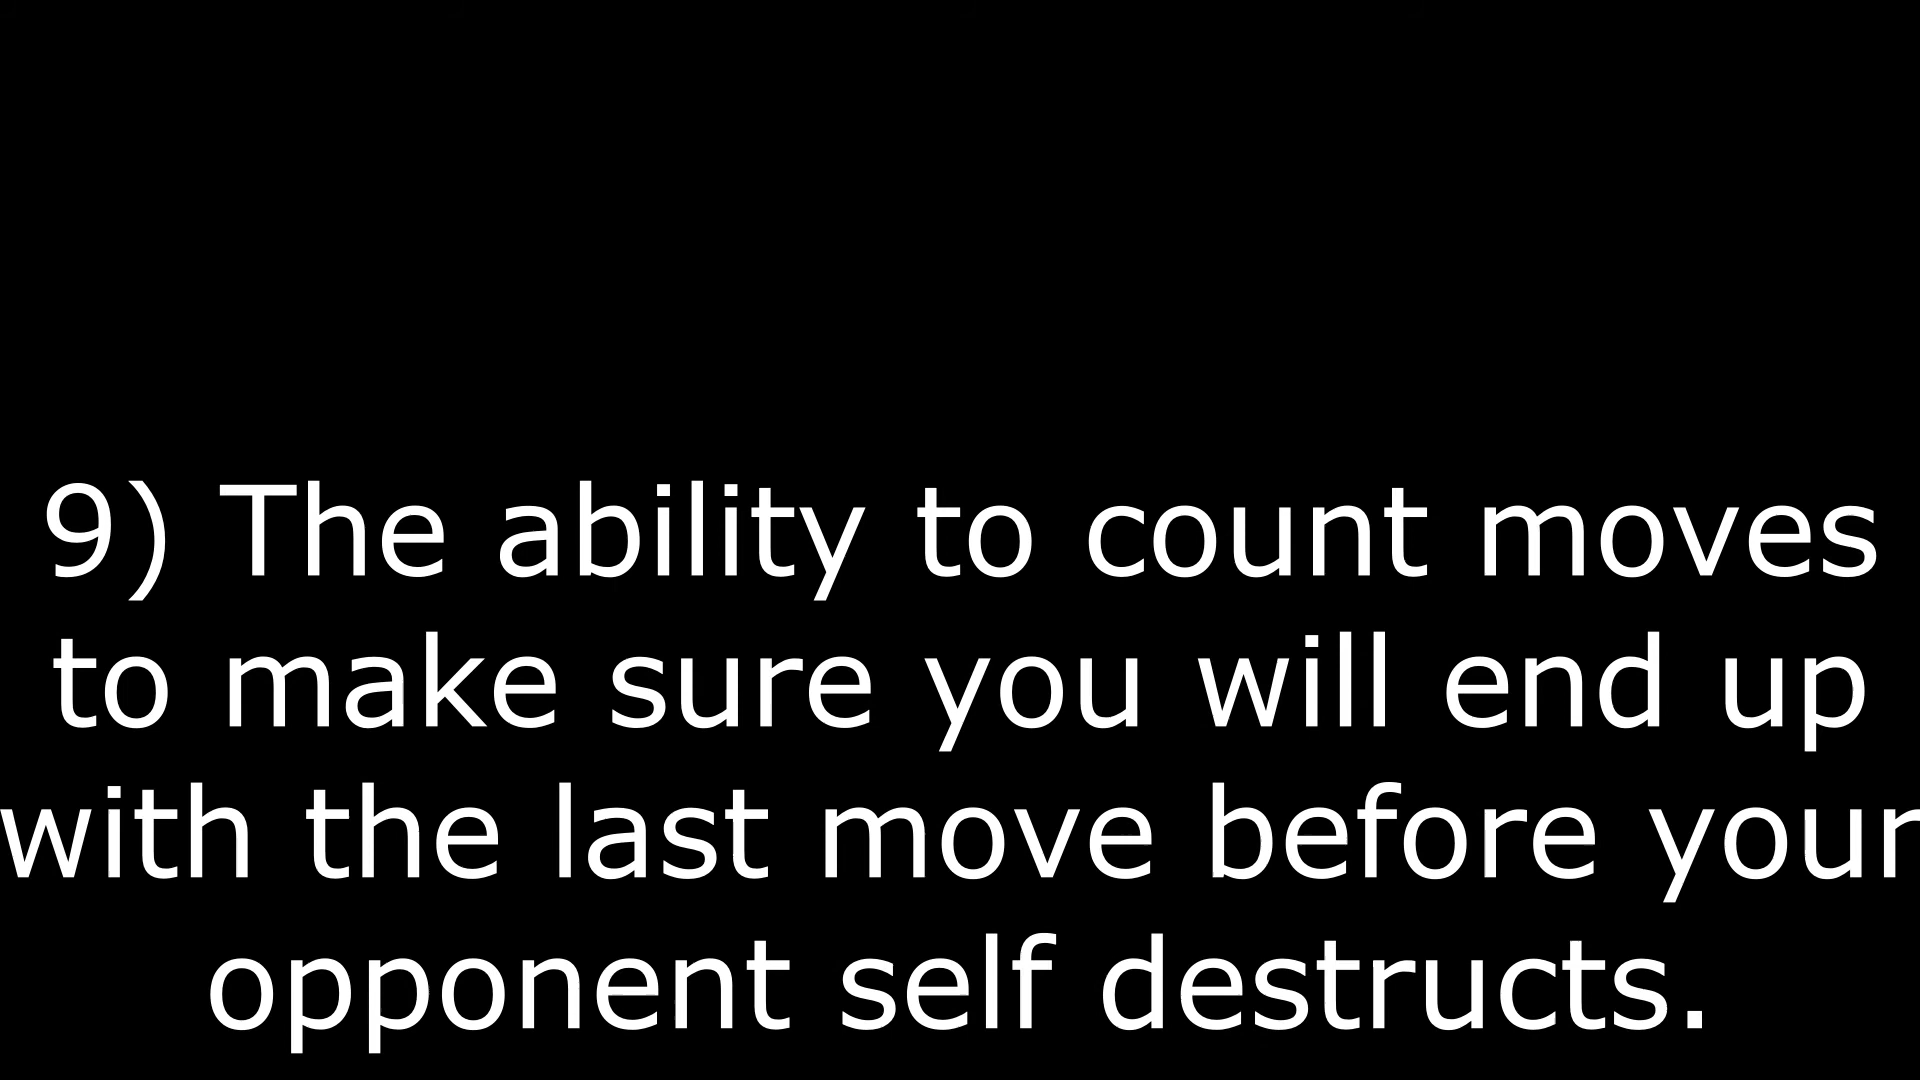 9) The ability to count moves
to make sure you will end up
with the last move before your
opponent self destructs.